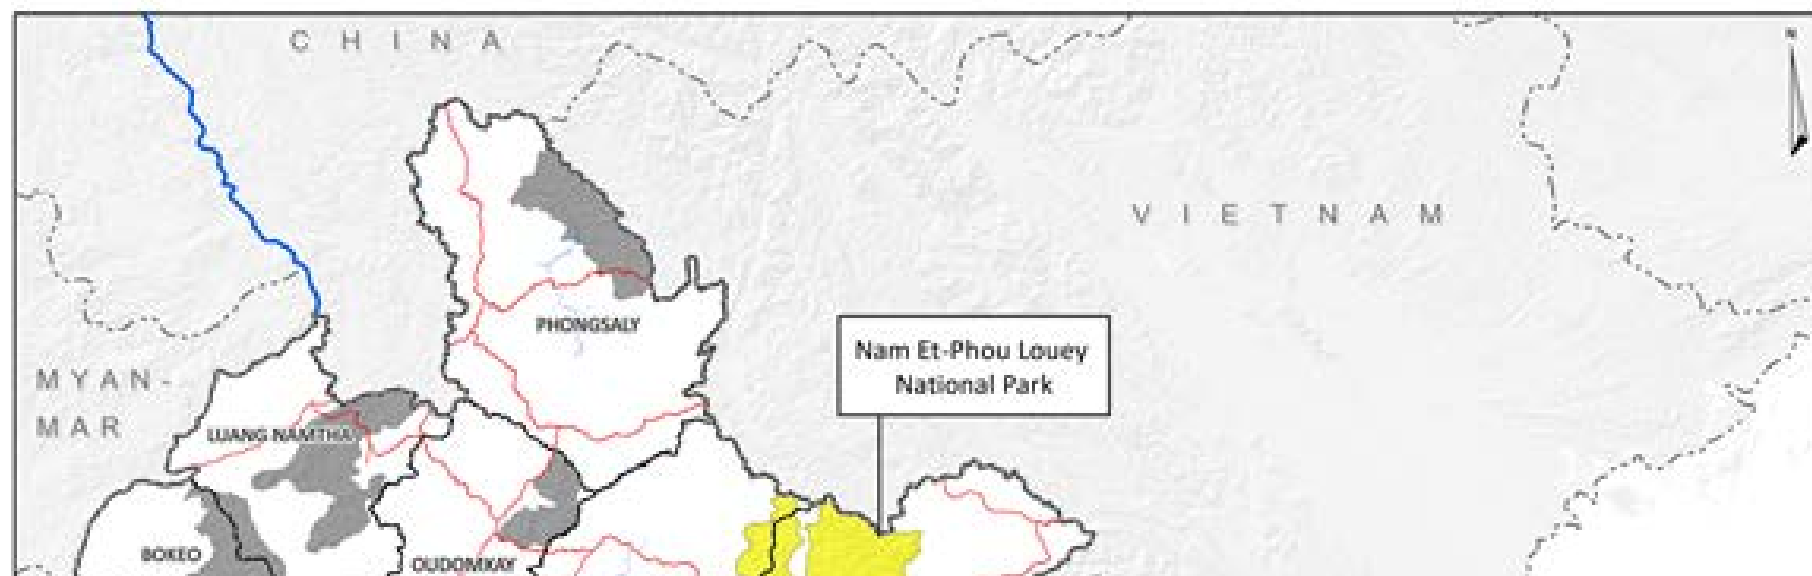 C H I N A
N
V I E T N A M
PHONGSALY
Nam Et-Phou Louey
National Park
M Y A N -
M A R
LUANG NAMTHA
BOKEO
OUDOMXAY